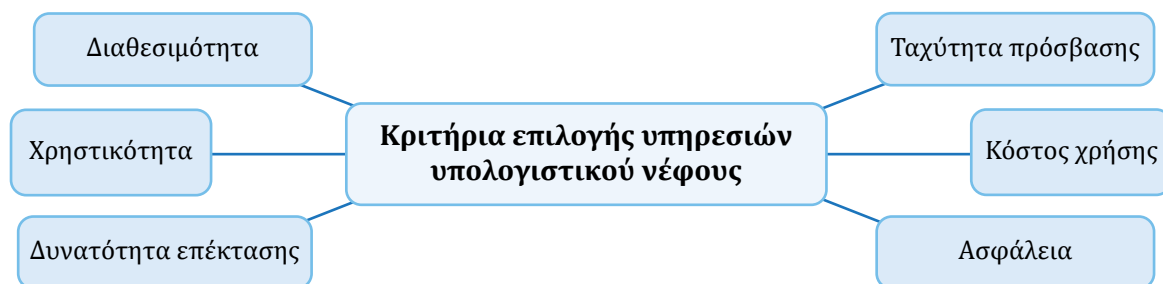 Διαθεσιμότητα
Ταχύτητα πρόσβασης
Κριτήρια επιλογής υπηρεσιών
υπολογιστικού νέφους
Χρηστικότητα
Κόστος χρήσης
Δυνατότητα επέκτασης
Ασφάλεια